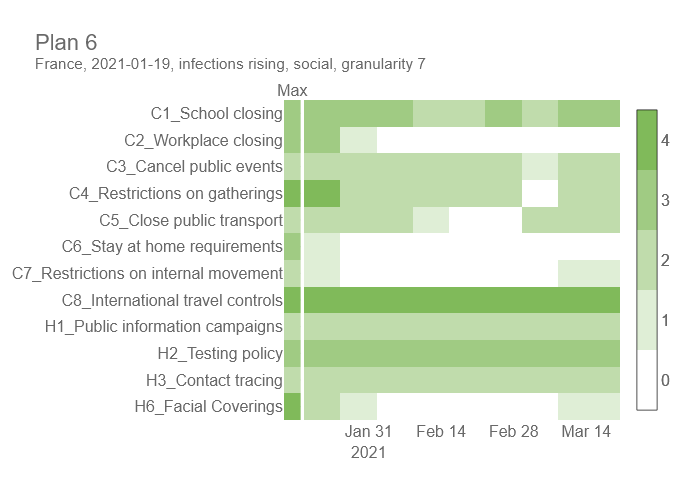 Plan 6
France, 2021-01-19, infections rising, social, granularity 7
Max
C1_School closing
C2_Workplace closing
C3_Cancel public events
C4_Restrictions on gatherings
C5_Close public transport
C6_Stay at home requirements
C7_Restrictions on internal movement
C8_International travel controls
H1_Public information campaigns
H2_Testing policy
H3_Contact tracing
H6_Facial Coverings
Jan 31 Feb 14 Feb 28 Mar 14
2021
4
3
2
1
0